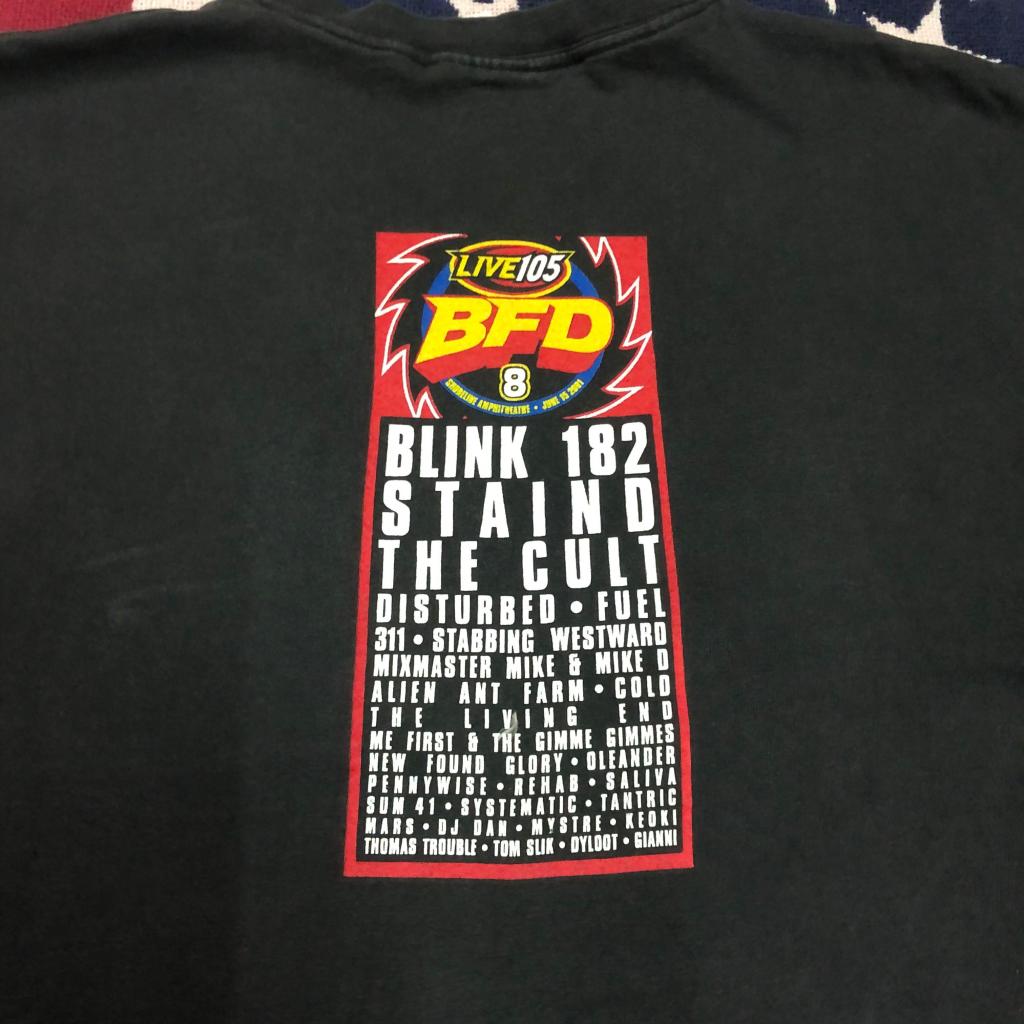 LIVE105
BFD
8
SHORELINE AMPHITHEATRE • JUNE 15 2001
BLINK 182
STAIND
THE CULT
DISTURBED • FUEL
311 • STABBING WESTWARD
MIXMASTER MIKE & MIKE D
ALIEN ANT FARM • COLD
THE LIVING END
ME FIRST & THE GIMME GIMMES
NEW FOUND GLORY • OLEANDER
PENNYWISE • REHAB • SALIVA
SUM 41 • SYSTEMATIC • TANTRIC
MARS • DJ DAN • MYSTRE • KEOKI
THOMAS TROUBLE • TOM SLIK • DYLOOT • GIANNI